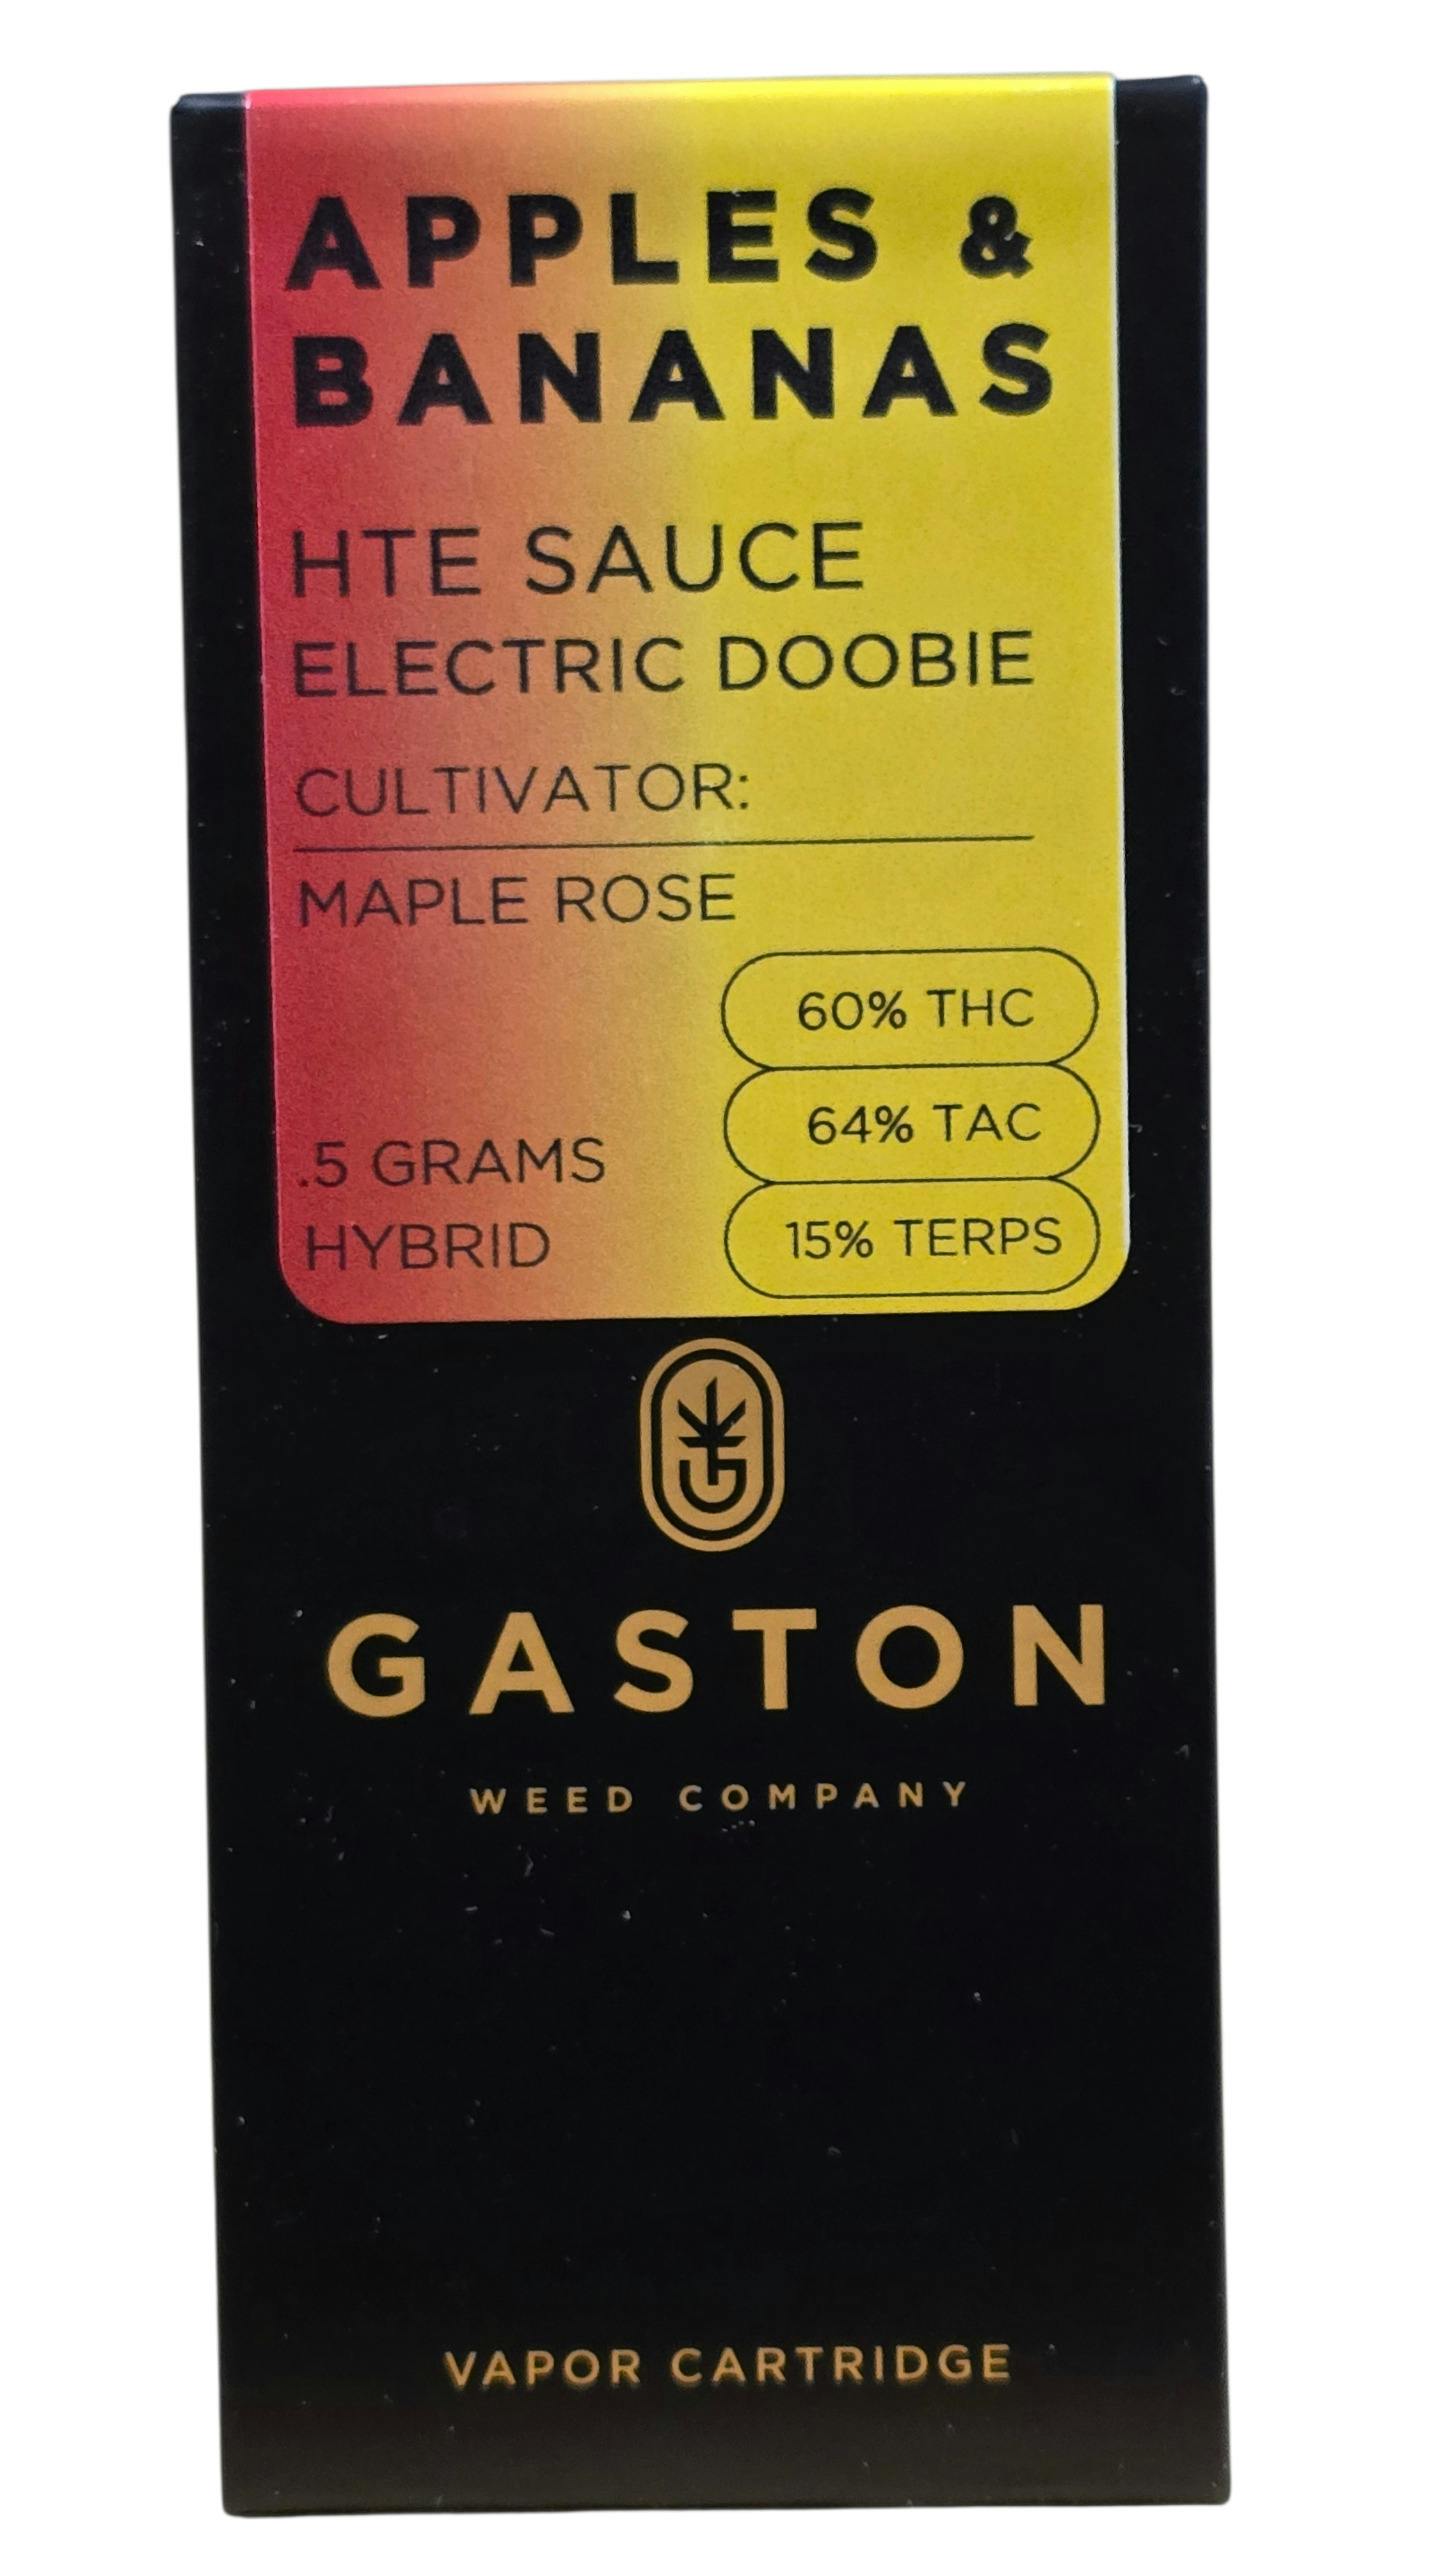 APPLES &
BANANAS
HTE SAUCE
ELECTRIC DOOBIE
CULTIVATOR:
MAPLE ROSE
60% THC
64% TAC
15% TERPS
.5 GRAMS
HYBRID
GASTON
WEED COMPANY
VAPOR CARTRIDGE